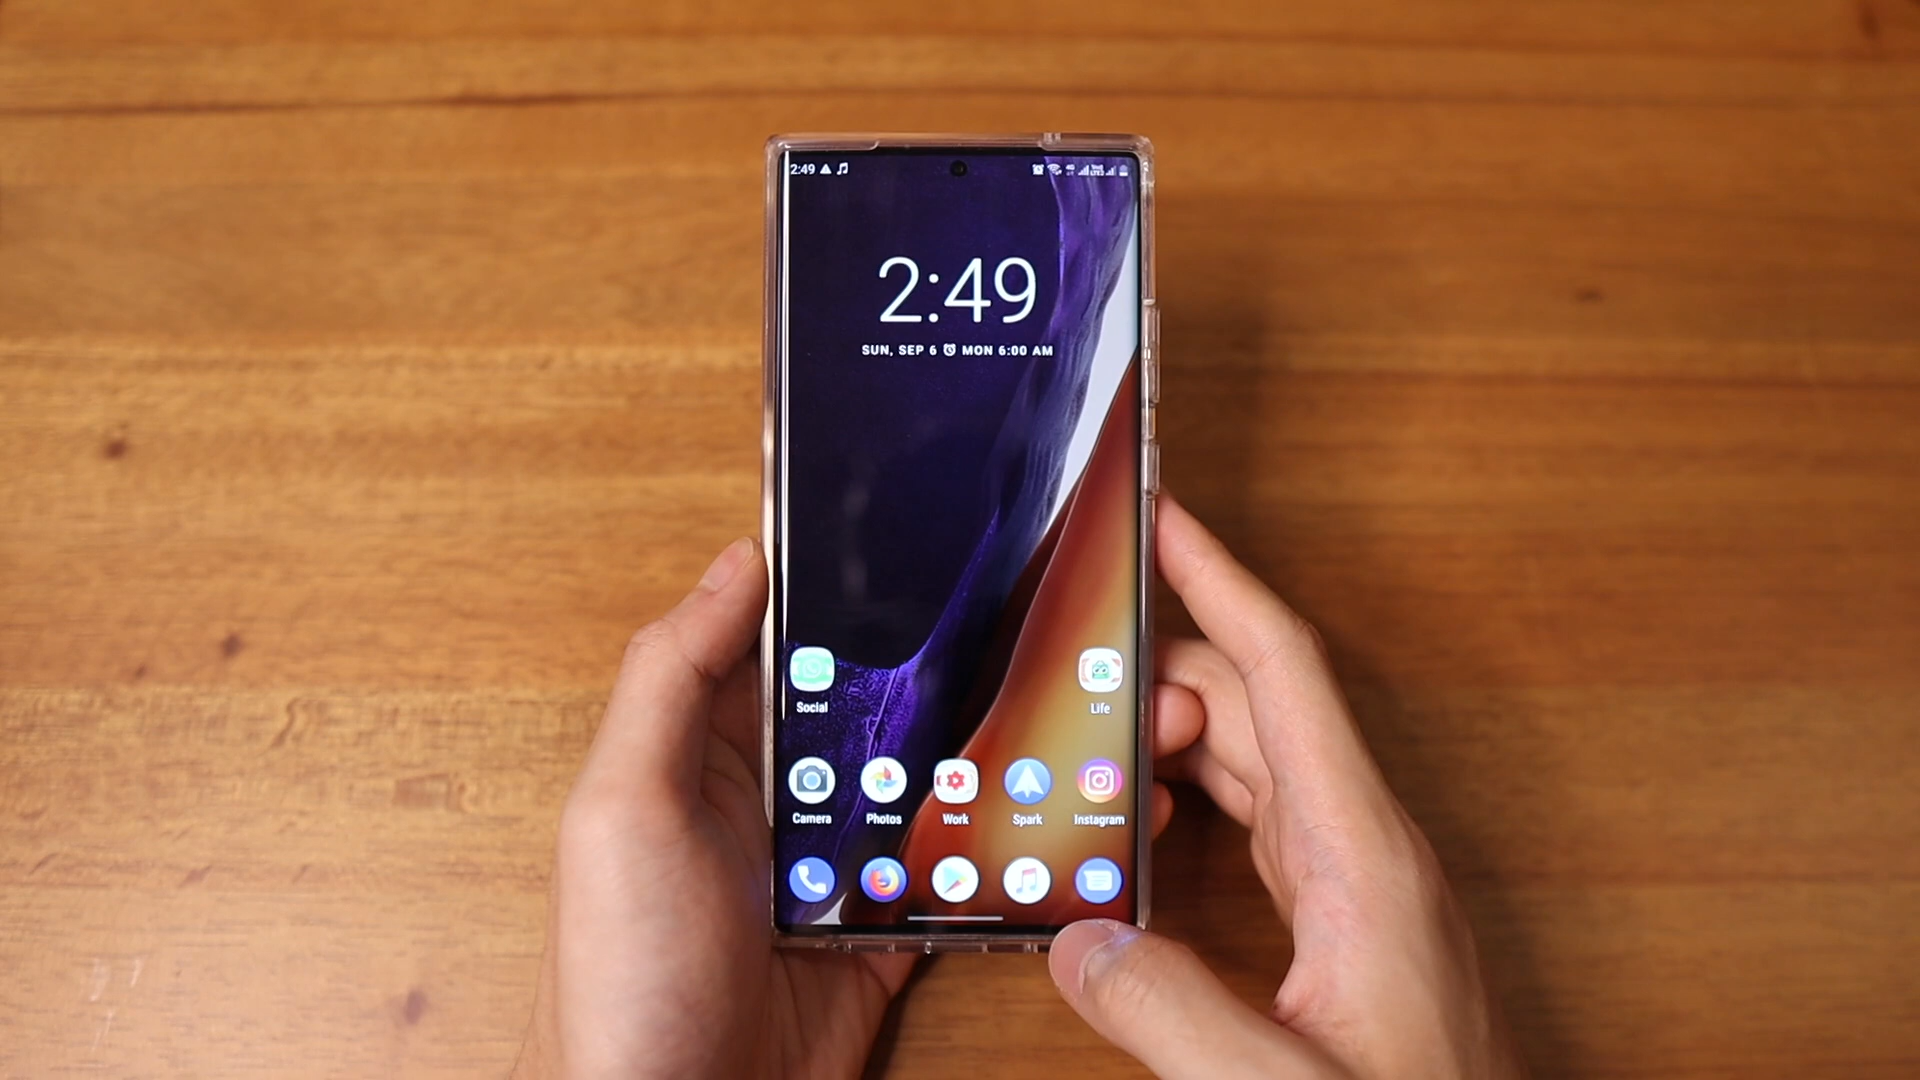 2:49
2:49
SUN, SEP 6 MON 6:00 AM
Social Life
Camera Photos Work Spark Instagram